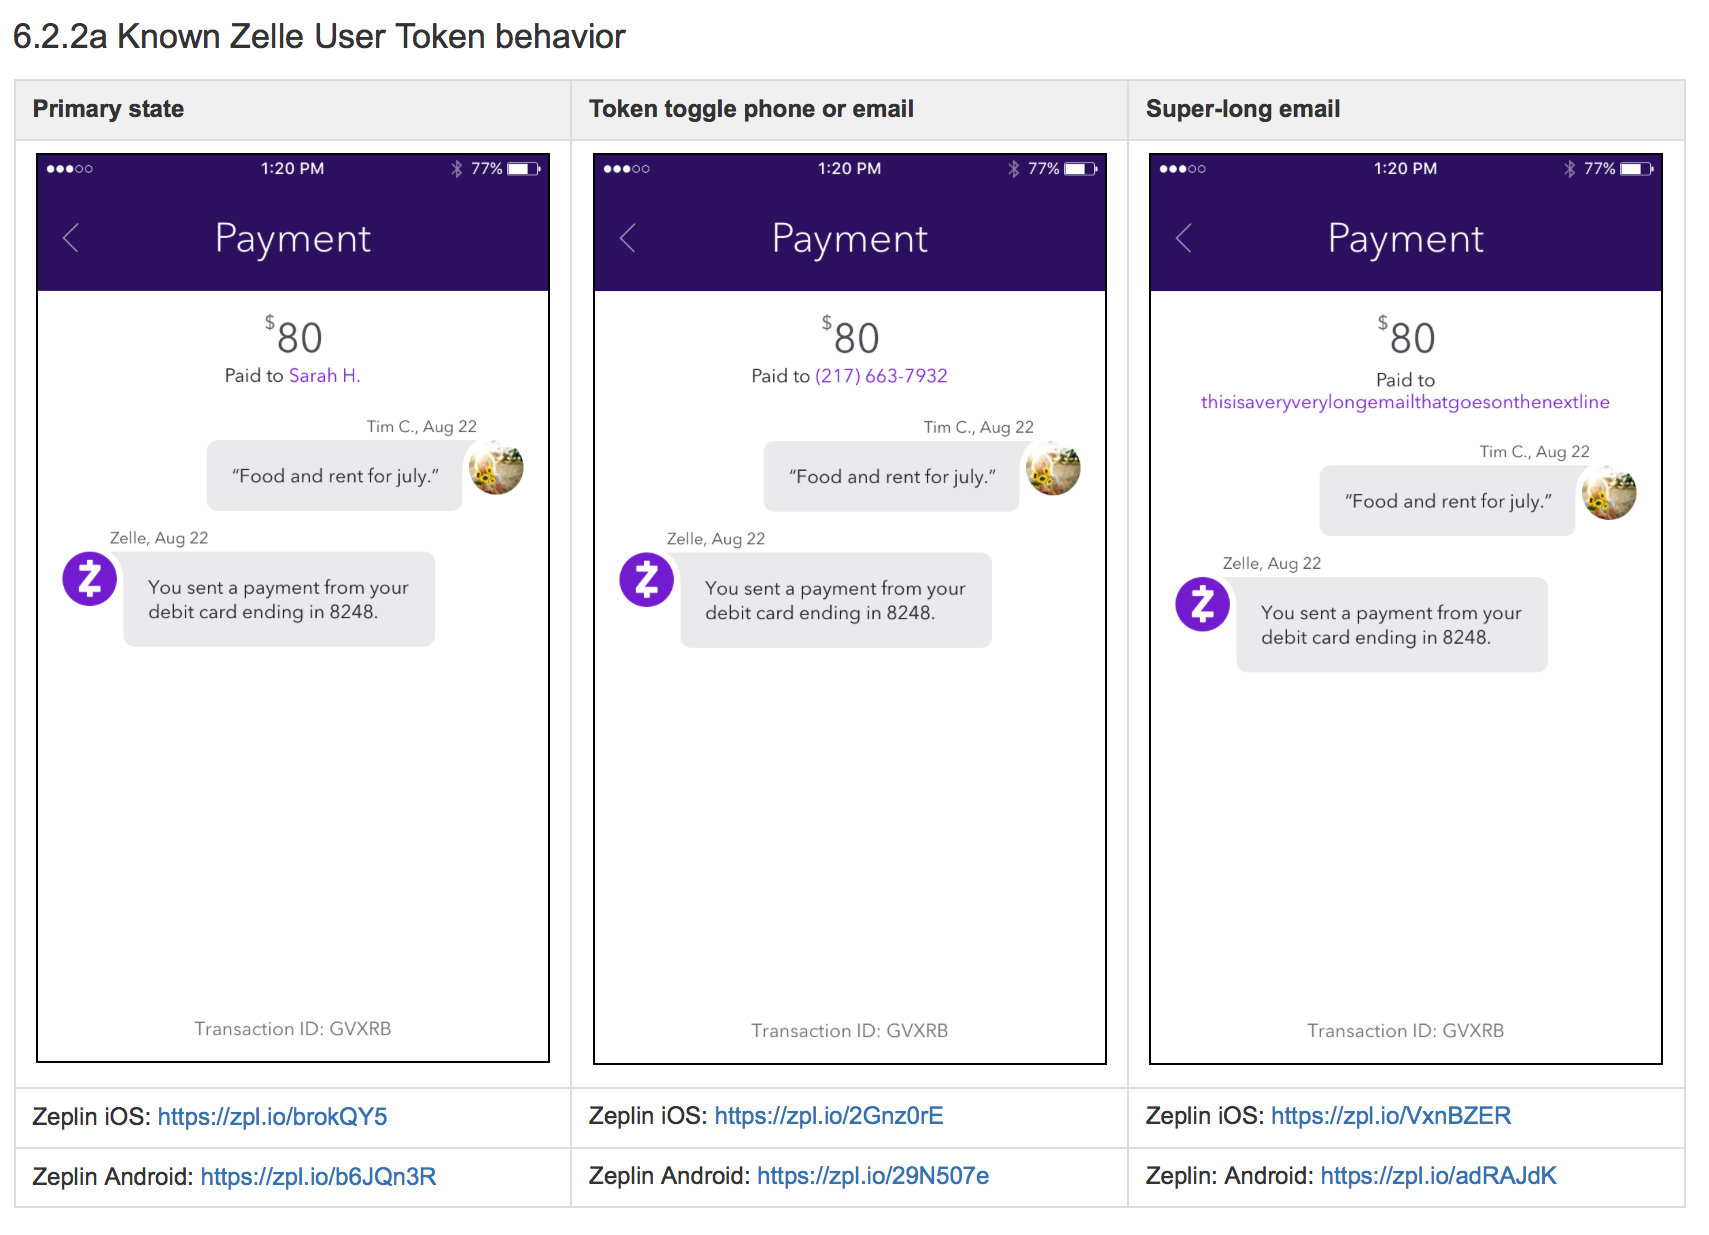 6.2.2a Known Zelle User Token behavior
Primary state
Token toggle phone or email
Super-long email
1:20 PM
77%
Payment
$80
Paid to Sarah H.
Tim C., Aug 22
“Food and rent for july.”
Zelle, Aug 22
You sent a payment from your
debit card ending in 8248.
Transaction ID: GVXRB
1:20 PM
77%
Payment
$80
Paid to (217) 663-7932
Tim C., Aug 22
“Food and rent for july.”
Zelle, Aug 22
You sent a payment from your
debit card ending in 8248.
Transaction ID: GVXRB
1:20 PM
77%
Payment
$80
Paid to
thisisaveryverylongemailthatgoesonthenextline
Tim C., Aug 22
“Food and rent for july.”
Zelle, Aug 22
You sent a payment from your
debit card ending in 8248.
Transaction ID: GVXRB
Zeplin iOS: https://zpl.io/brokQY5
Zeplin iOS: https://zpl.io/2Gnz0rE
Zeplin iOS: https://zpl.io/VxnBZER
Zeplin Android: https://zpl.io/b6JQn3R
Zeplin Android: https://zpl.io/29N507e
Zeplin: Android: https://zpl.io/adRAJdK